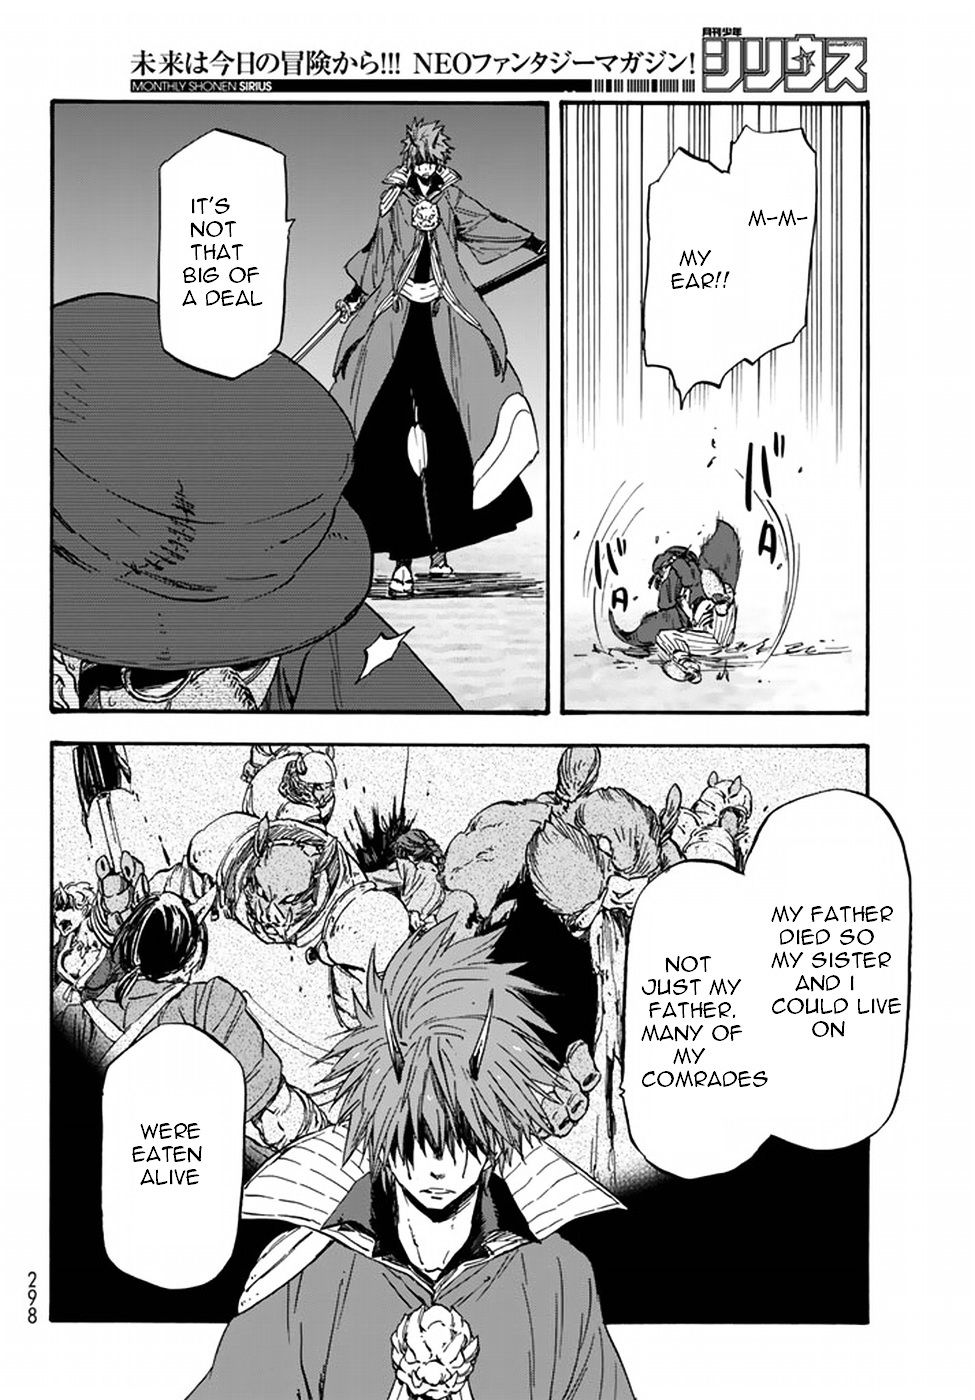 未来は今日の冒険から!!! NEOファンタジーマガジン!
月刊少年
シリウス
MONTHLY SHONEN SIRIUS
M-M-
MY
EAR!!
ジタ
バタ
IT'S
NOT
THAT
BIG OF
A DEAL
MY FATHER
DIED SO
MY SISTER
AND I
COULD LIVE
ON
NOT
JUST MY
FATHER.
MANY OF
MY
COMRADES
WERE
EATEN
ALIVE
298